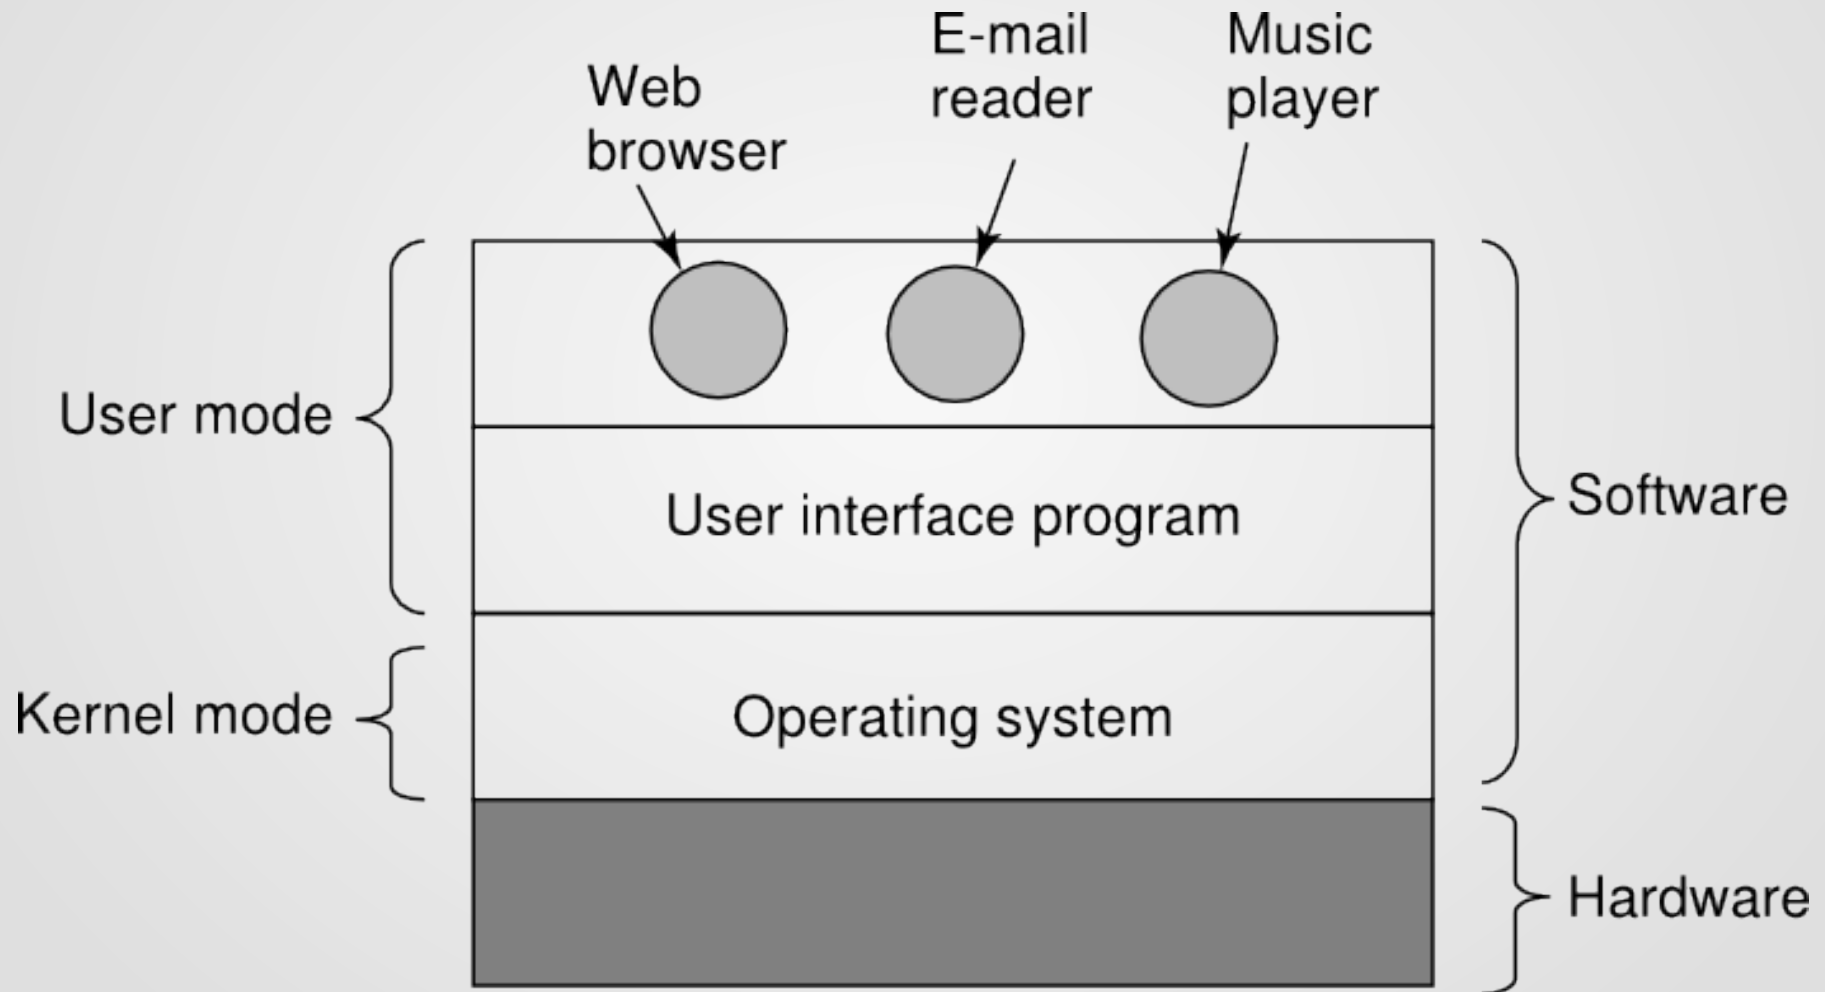 E-mail
reader
Music
player
Web
browser
User mode
User interface program
Software
Kernel mode
Operating system
Hardware